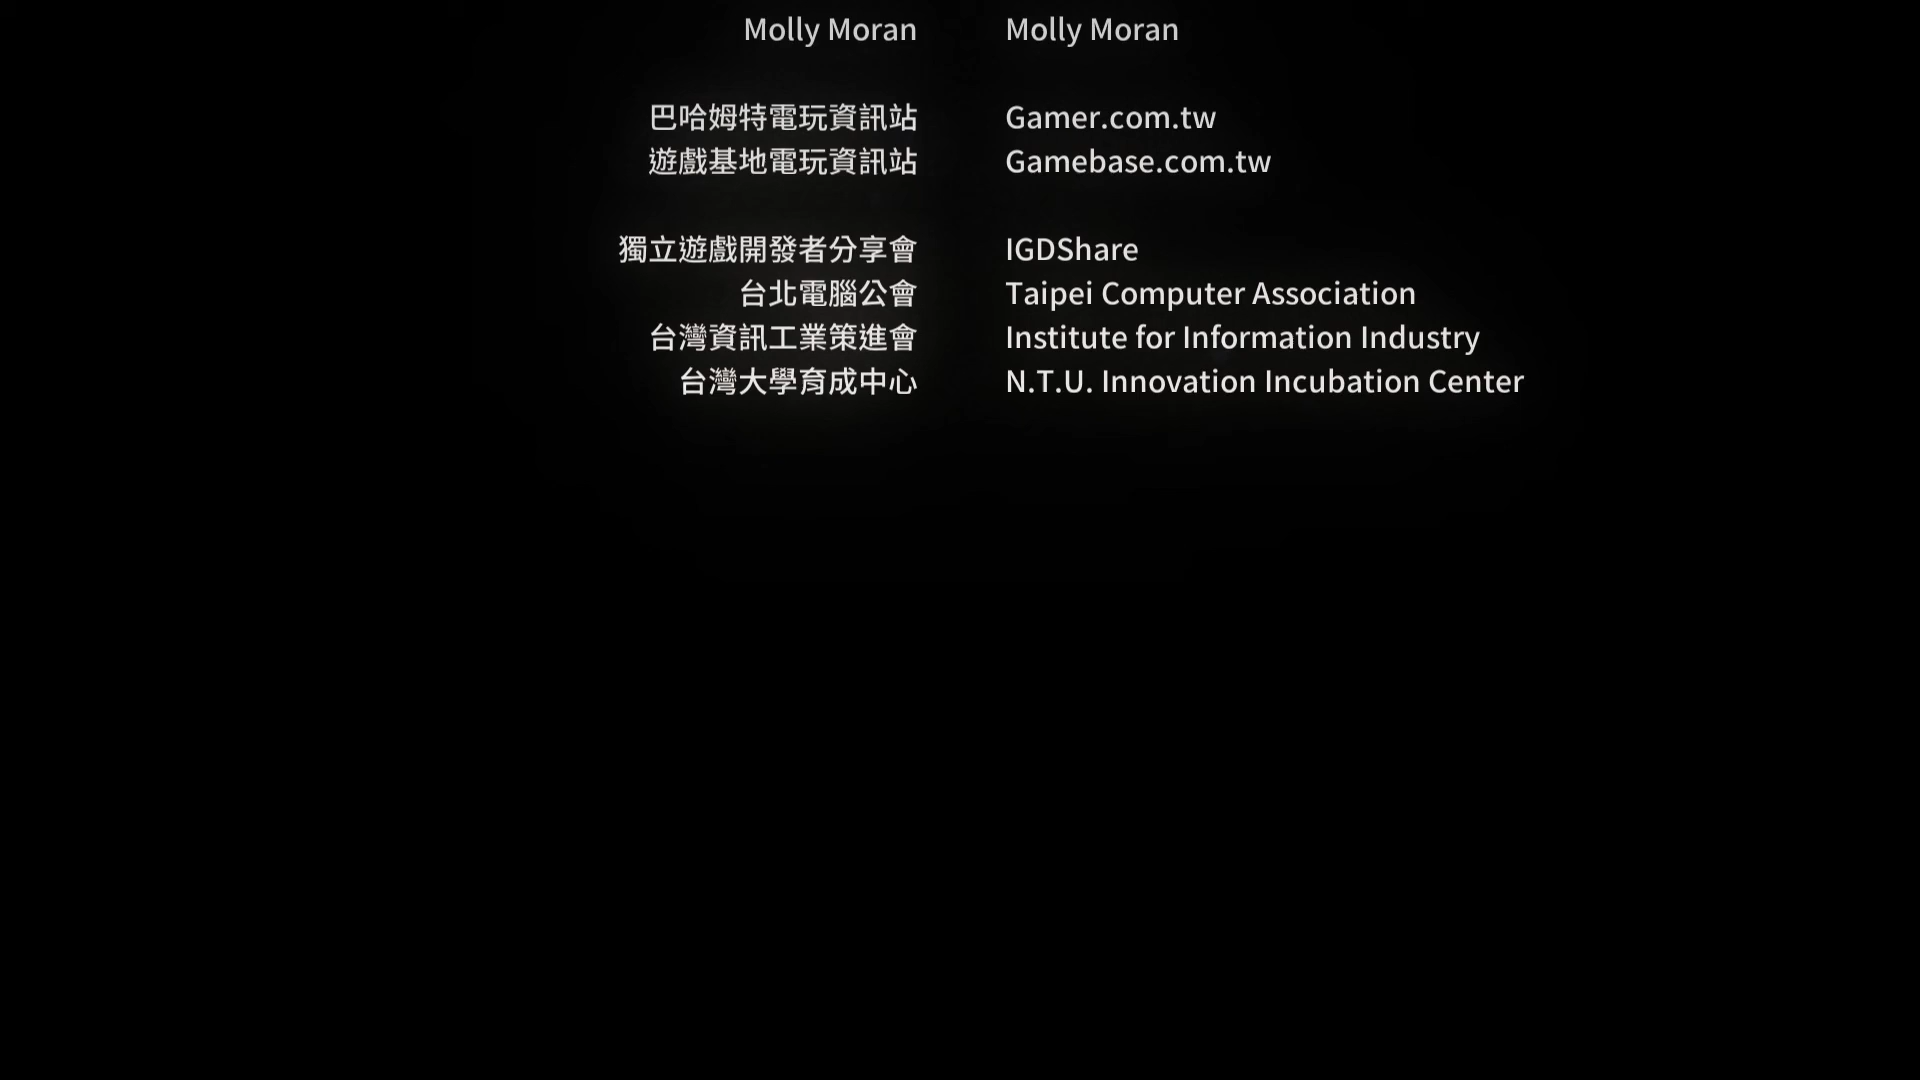 Molly Moran Molly Moran
巴哈姆特電玩資訊站 Gamer.com.tw
遊戲基地電玩資訊站 Gamebase.com.tw
獨立遊戲開發者分享會 IGDShare
台北電腦公會 Taipei Computer Association
台灣資訊工業策進會 Institute for Information Industry
台灣大學育成中心 N.T.U. Innovation Incubation Center